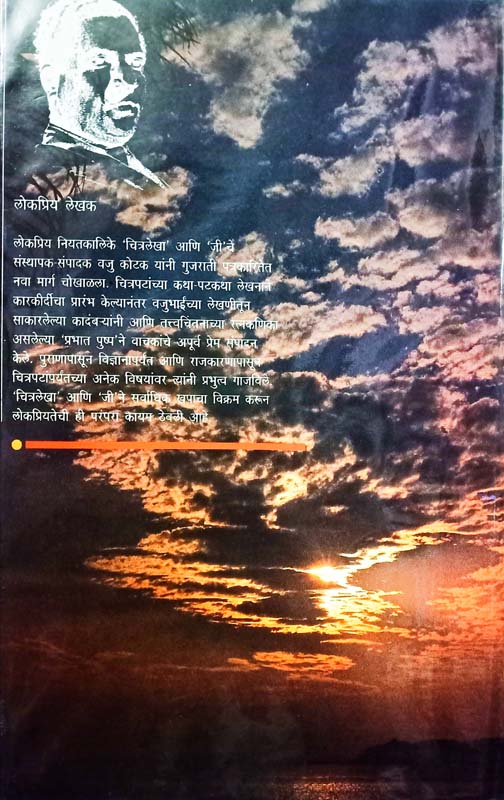 लोकप्रिय लेखक
लोकप्रिय नियतकालिके 'चित्रलेखा' आणि 'जी'चे
संस्थापक संपादक वजु कोटक यांनी गुजराती पत्रकारितेत
नवा मार्ग चोखाळला. चित्रपटांच्या कथा-पटकथा लेखनाने
कारकीर्दीचा प्रारंभ केल्यानंतर वजुभाईंच्या लेखणीतून
साकारलेल्या कादंबऱ्यांनी आणि तत्त्वचिंतनाच्या रत्नकणिका
असलेल्या 'प्रभात पुष्प'ने वाचकांचे अपूर्व प्रेम संपादन
केले. पुराणापासून विज्ञानापर्यंत आणि राजकारणापासून
चित्रपटांपर्यंतच्या अनेक विषयांवर त्यांनी प्रभुत्व गाजविले.
'चित्रलेखा' आणि 'जी'ने सर्वाधिक खपाचा विक्रम करून
लोकप्रियतेची ही परंपरा कायम ठेवली आहे